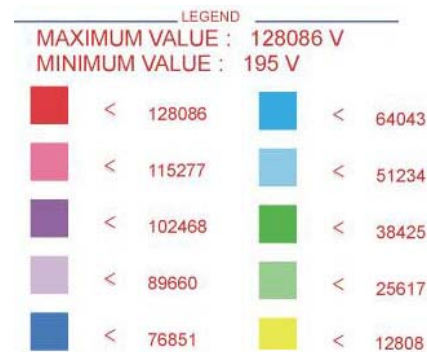 LEGEND
MAXIMUM VALUE : 128086 V
MINIMUM VALUE : 195 V
< 128086 < 64043
< 115277 < 51234
< 102468 < 38425
< 89660 < 25617
< 76851 < 12808